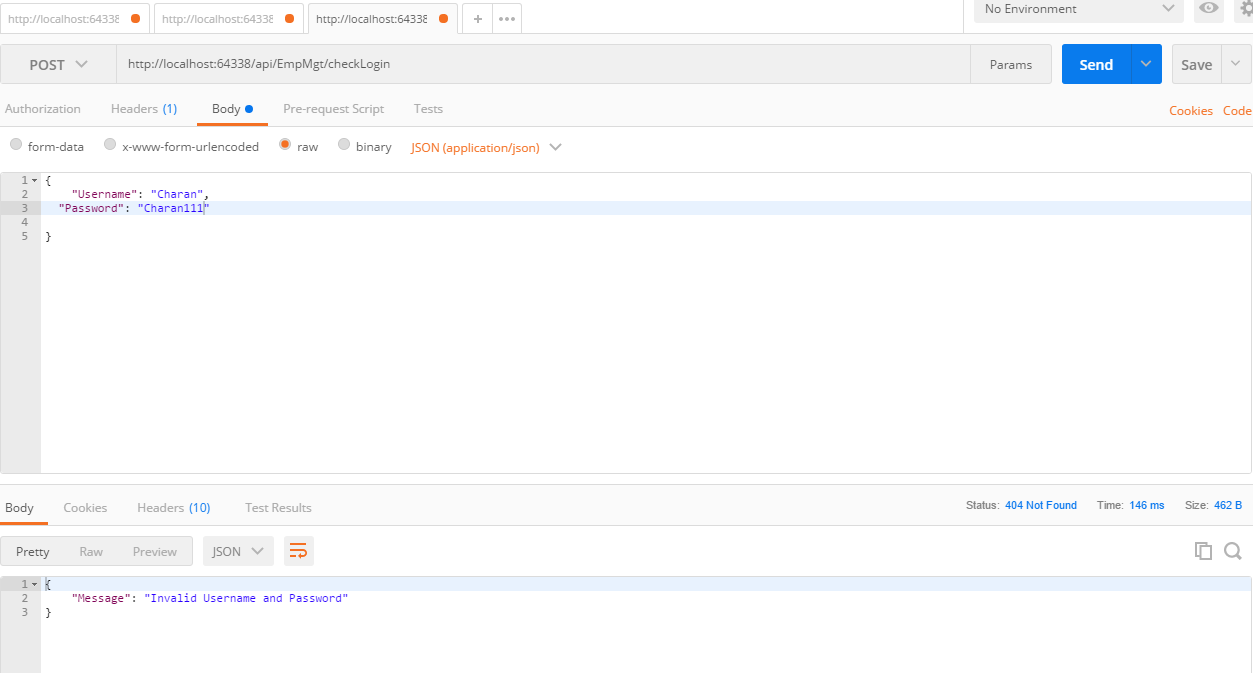 http://localhost:64338 http://localhost:64338 http://localhost:64338 + ••• No Environment
POST http://localhost:64338/api/EmpMgt/checkLogin Params Send Save
Authorization Headers (1) Body Pre-request Script Tests Cookies Code
form-data x-www-form-urlencoded raw binary JSON (application/json)
1 {
2 "Username": "Charan",
3 "Password": "Charan111"
4
5 }
Body Cookies Headers (10) Test Results Status: 404 Not Found Time: 146 ms Size: 462 B
Pretty Raw Preview JSON
1 {
2 "Message": "Invalid Username and Password"
3 }